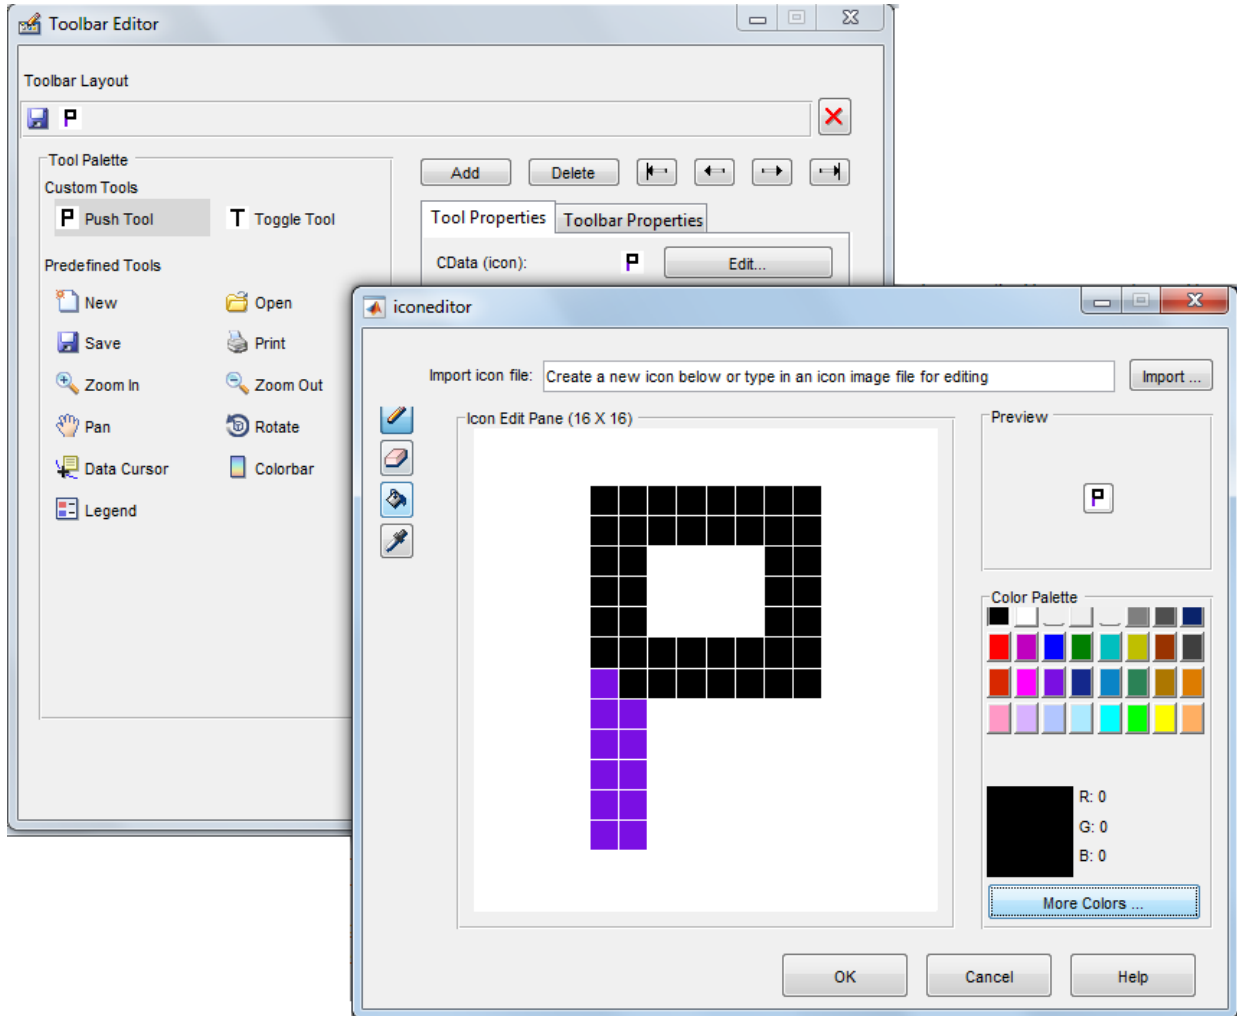 Toolbar Editor
Toolbar Layout
P
Tool Palette
Custom Tools
Add
Delete
P Push Tool
T Toggle Tool
Tool Properties
Toolbar Properties
Predefined Tools
CData (icon):
P
Edit...
New
Open
Save
Print
Zoom In
Zoom Out
Pan
Rotate
Data Cursor
Colorbar
Legend
iconeditor
Import icon file:
Create a new icon below or type in an icon image file for editing
Import ...
Icon Edit Pane (16 X 16)
Preview
P
Color Palette
R: 0
G: 0
B: 0
More Colors ...
OK
Cancel
Help